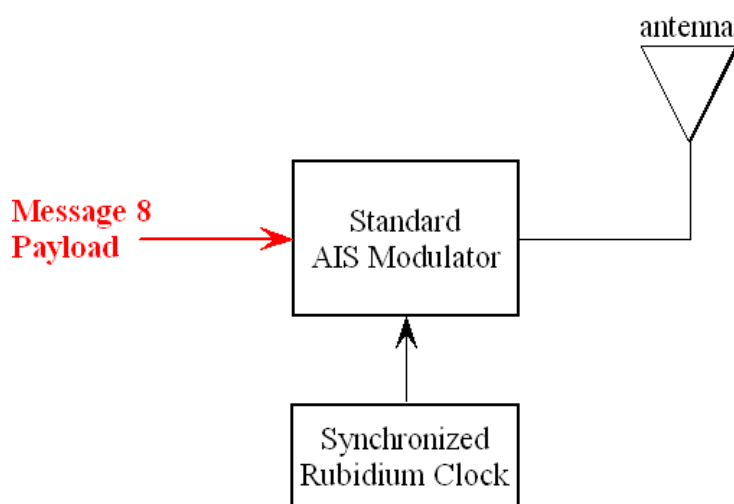 antenna
Message 8
Payload
Standard
AIS Modulator
Synchronized
Rubidium Clock